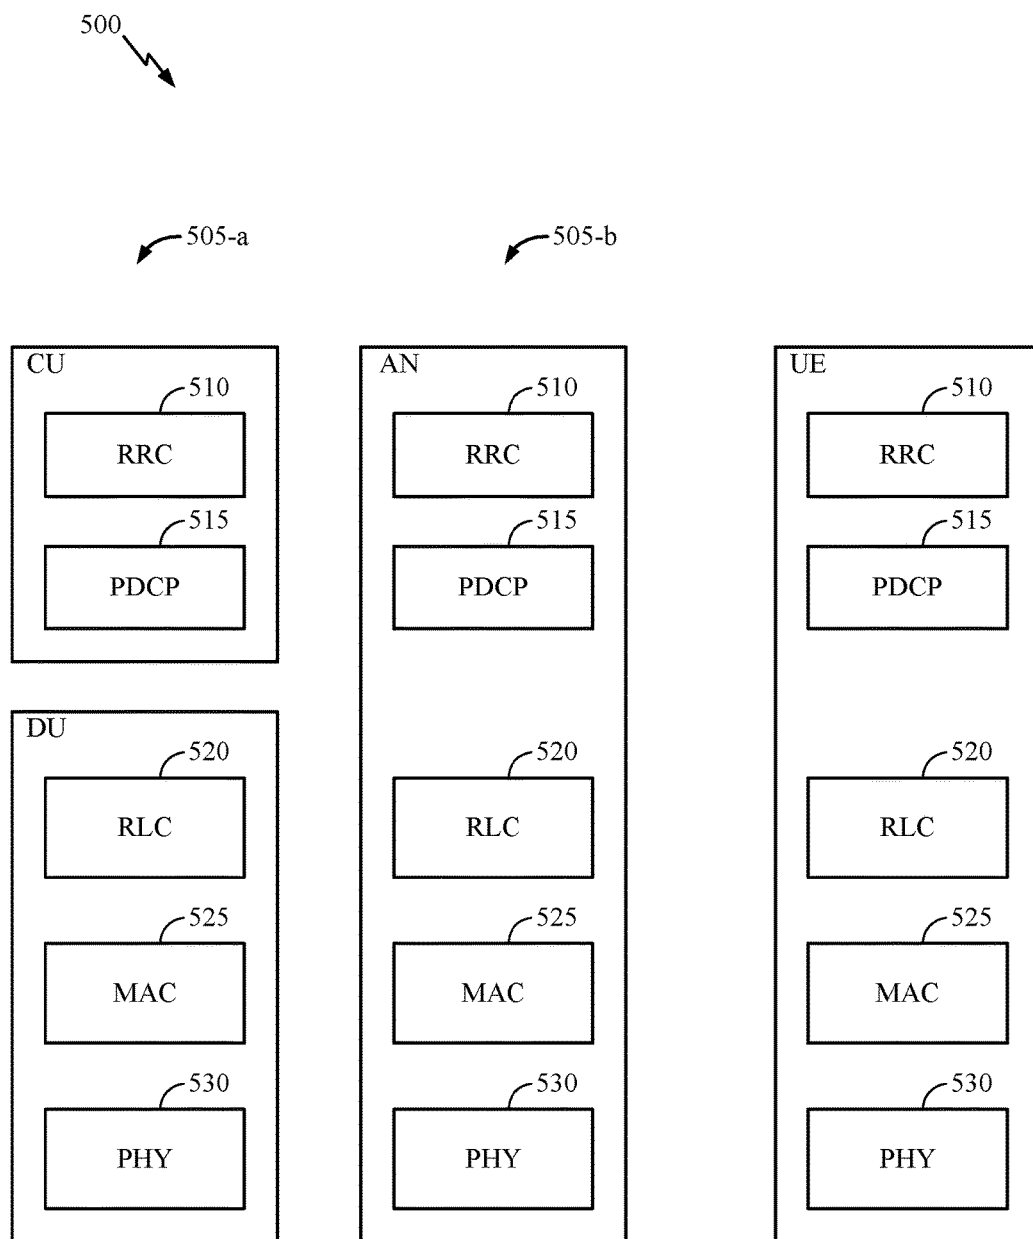 500
505-a 505-b
CU AN UE
510 510 510
RRC RRC RRC
515 515 515
PDCP PDCP PDCP
DU
520 520 520
RLC RLC RLC
525 525 525
MAC MAC MAC
530 530 530
PHY PHY PHY